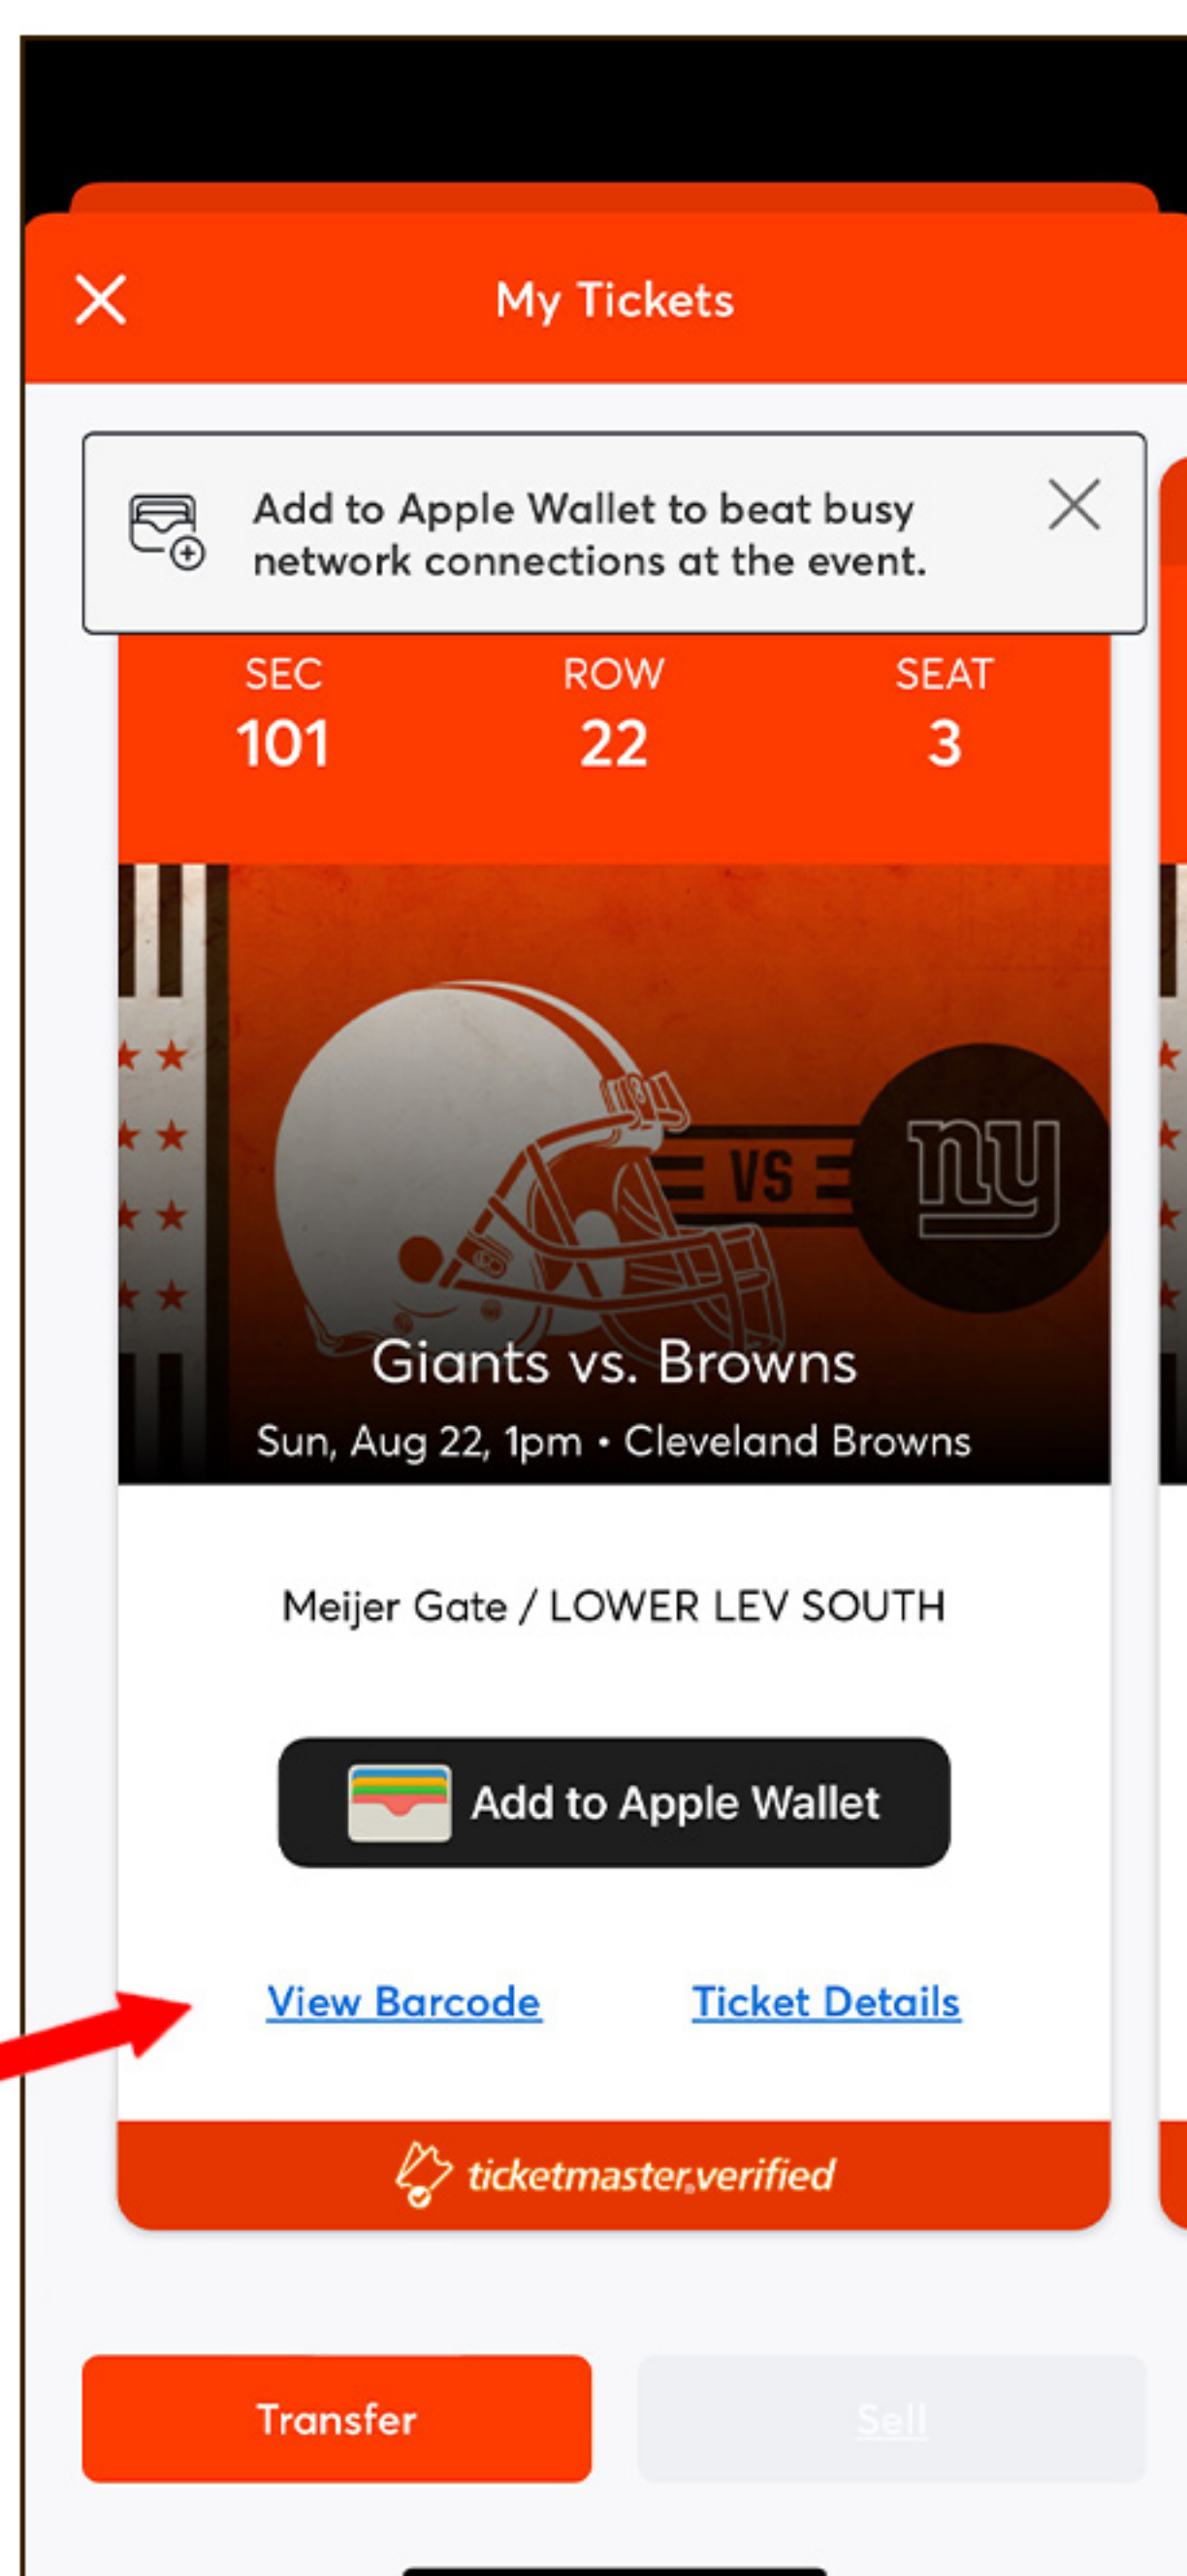 My Tickets
Add to Apple Wallet to beat busy
network connections at the event.
SEC ROW SEAT
101 22 3
VS ny
Giants vs. Browns
Sun, Aug 22, 1pm • Cleveland Browns
Meijer Gate / LOWER LEV SOUTH
Add to Apple Wallet
View Barcode Ticket Details
ticketmaster®verified
Transfer Sell